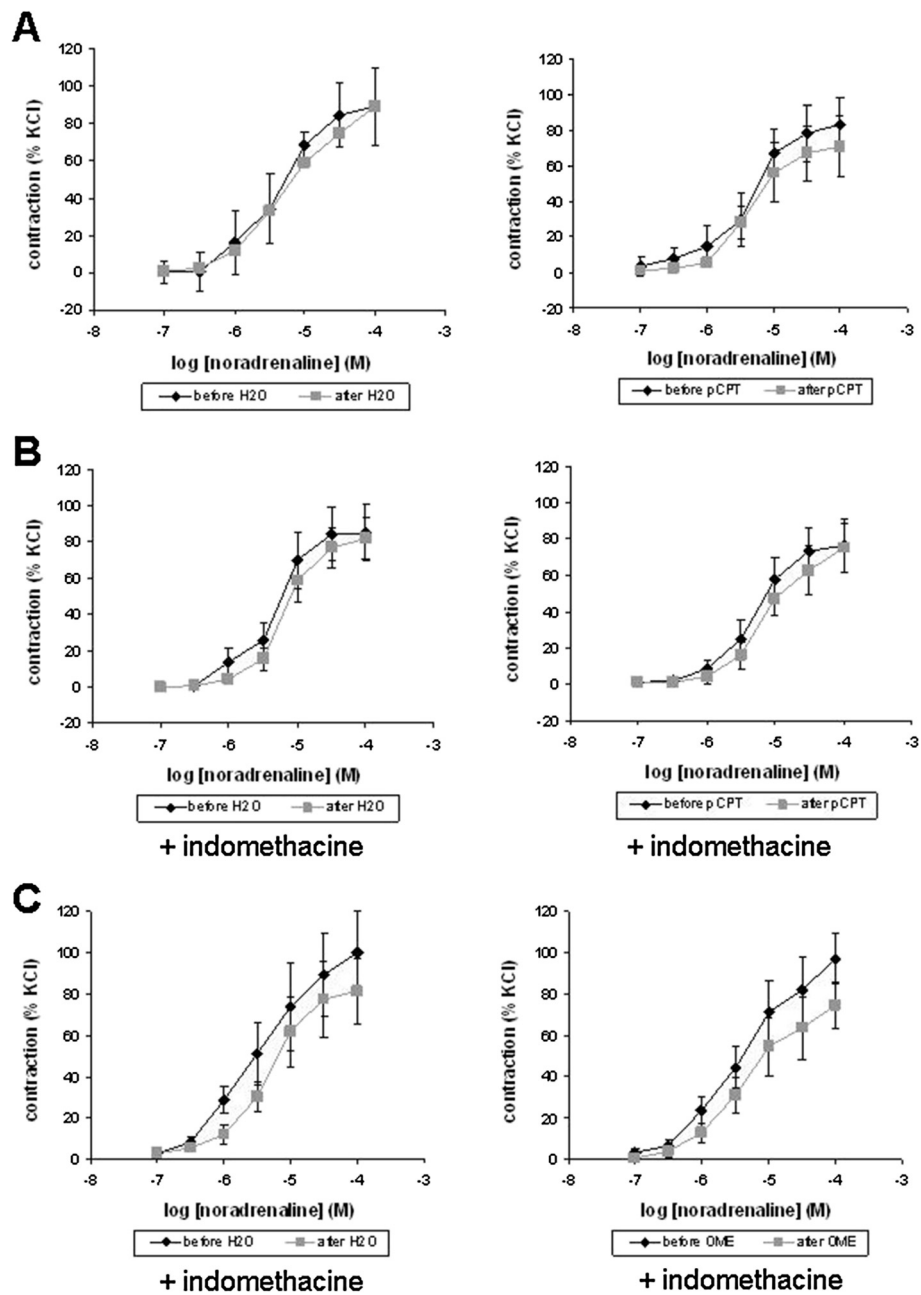 A
120
100
80
60
40
20
0
-20
contraction (% KCl)
-8 -7 -6 -5 -4 -3
log [noradrenaline] (M)
before H2O after H2O
120
100
80
60
40
20
0
-20
contraction (% KCl)
-8 -7 -6 -5 -4 -3
log [noradrenaline] (M)
before pCPT after pCPT
B
120
100
80
60
40
20
0
-20
contraction (% KCl)
-8 -7 -6 -5 -4 -3
log [noradrenaline] (M)
before H2O after H2O
+ indomethacine
120
100
80
60
40
20
0
-20
contraction (% KCl)
-8 -7 -6 -5 -4 -3
log [noradrenaline] (M)
before pCPT after pCPT
+ indomethacine
C
120
100
80
60
40
20
0
contraction (% KCl)
-8 -7 -6 -5 -4 -3
log [noradrenaline] (M)
before H2O after H2O
+ indomethacine
120
100
80
60
40
20
0
contraction (% KCl)
-8 -7 -6 -5 -4 -3
log [noradrenaline] (M)
before OME after OME
+ indomethacine